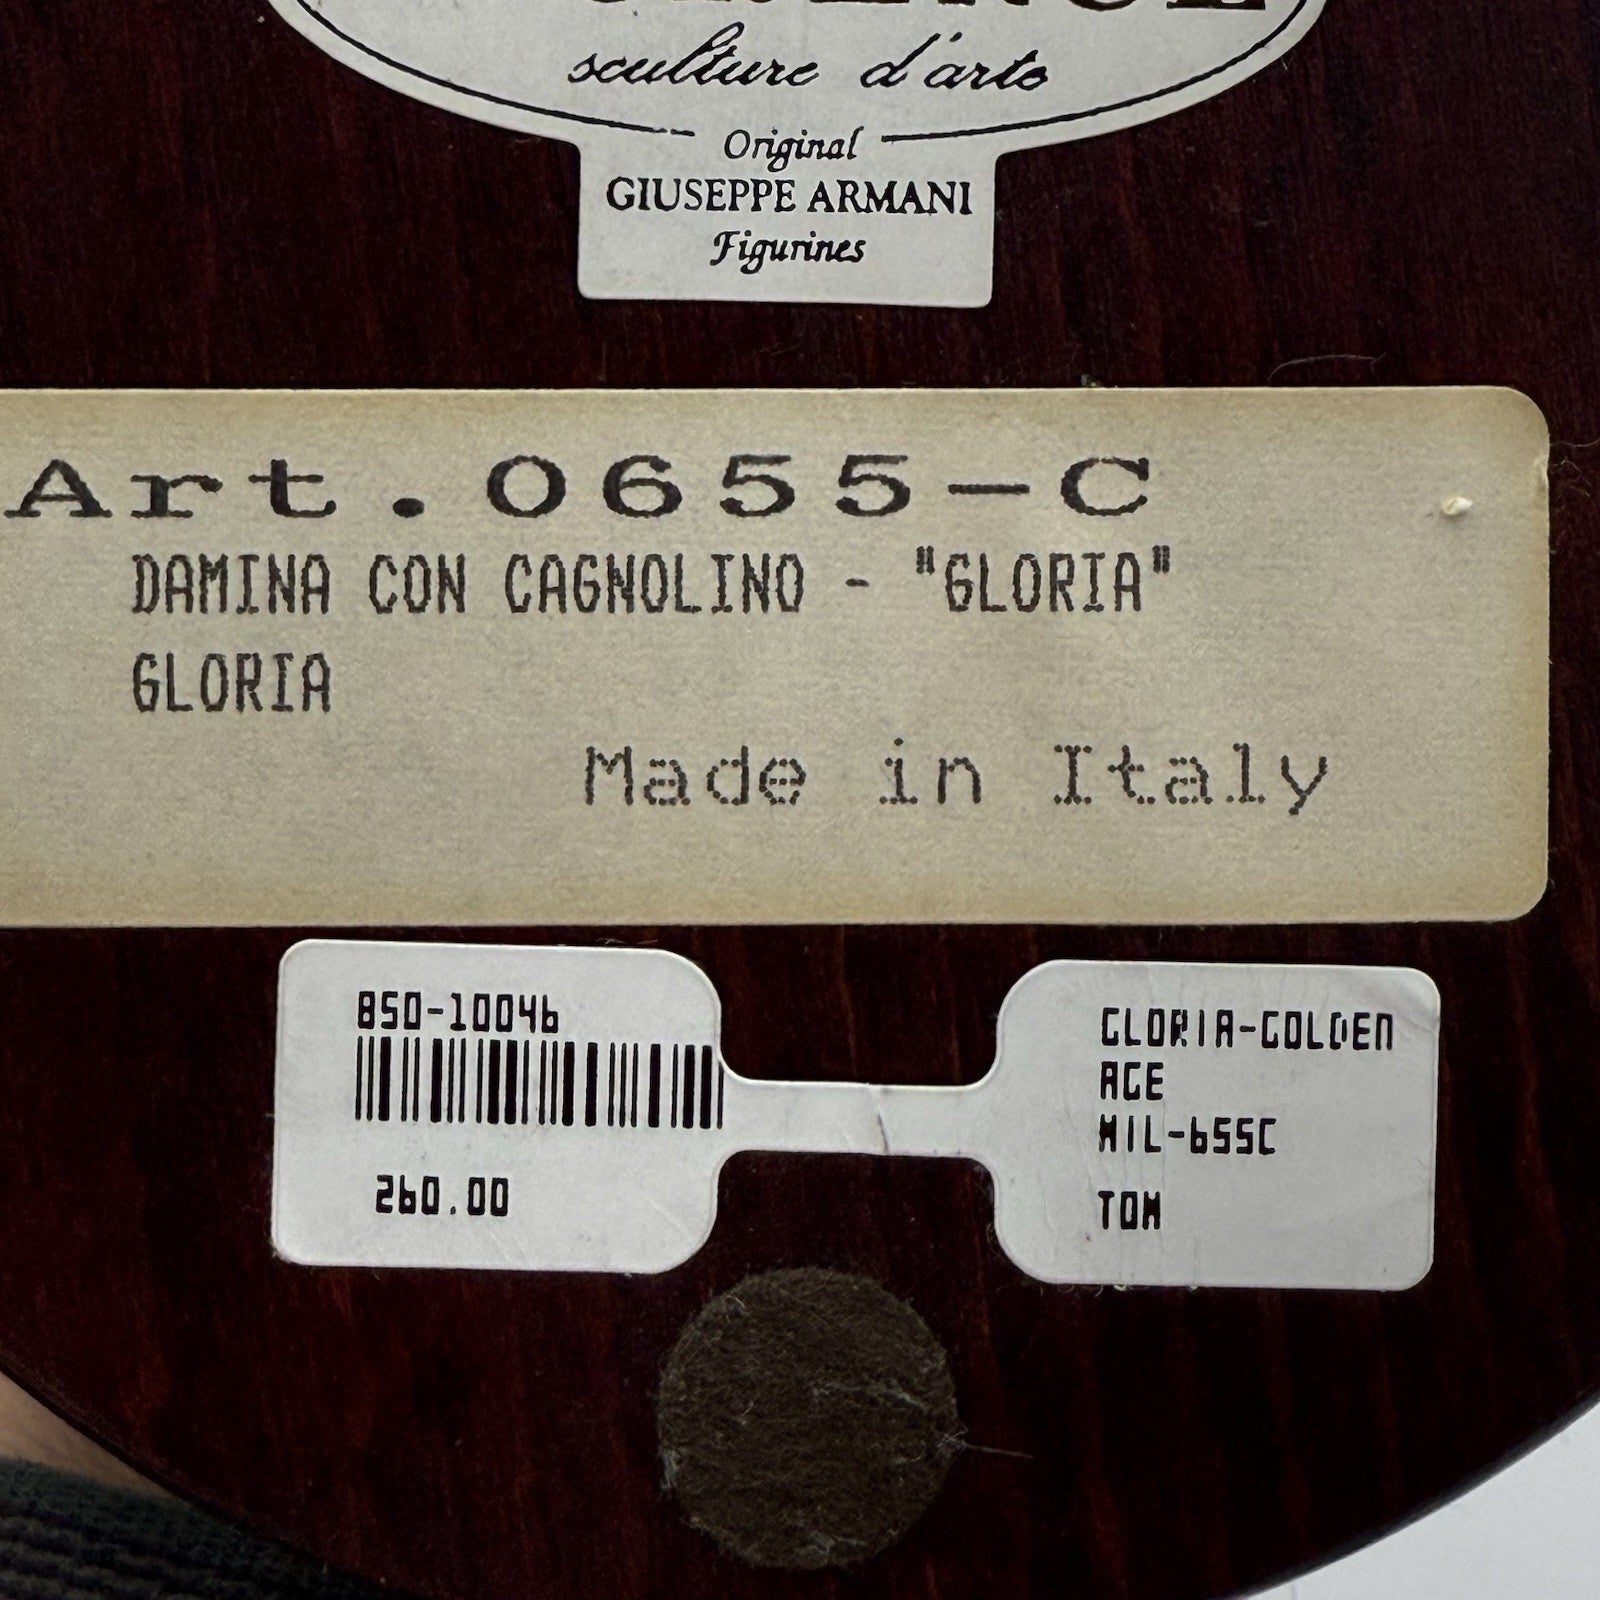 sculture d'arte
Original
GIUSEPPE ARMANI
Figurines
Art.0655-C
DAMINA CON CAGNOLINO - "GLORIA"
GLORIA
Made in Italy
850-10046
260.00
GLORIA-GOLDEN
AGE
MIL-655C
TOM